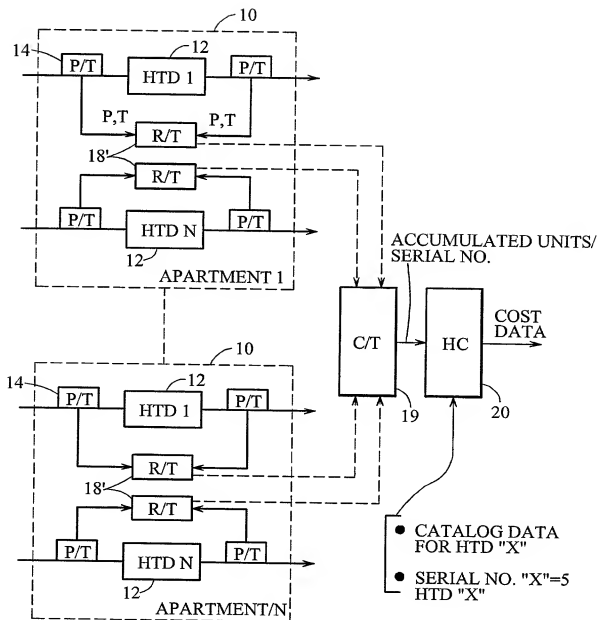 10
14
12
P/T
HTD 1
P/T
P,T
P,T
R/T
18'
R/T
P/T
HTD N
P/T
12
APARTMENT 1
ACCUMULATED UNITS/
SERIAL NO.
C/T
HC
COST
DATA
19
20
10
14
12
P/T
HTD 1
P/T
R/T
18'
R/T
P/T
HTD N
P/T
12
APARTMENT/N
● CATALOG DATA
FOR HTD "X"
● SERIAL NO. "X"=5
HTD "X"